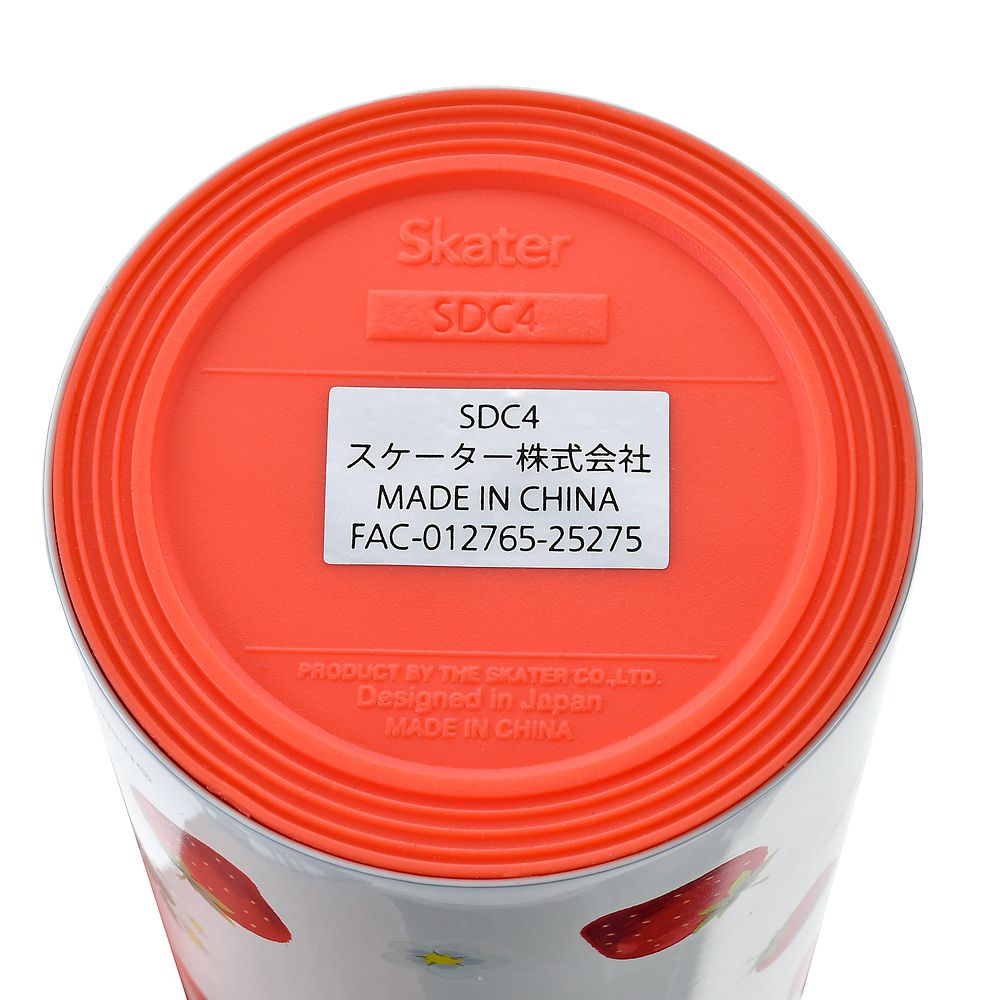 Skater
SDC4
SDC4
スケーター株式会社
MADE IN CHINA
FAC-012765-25275
PRODUCT BY THE SKATER CO.,LTD.
Designed in Japan
MADE IN CHINA